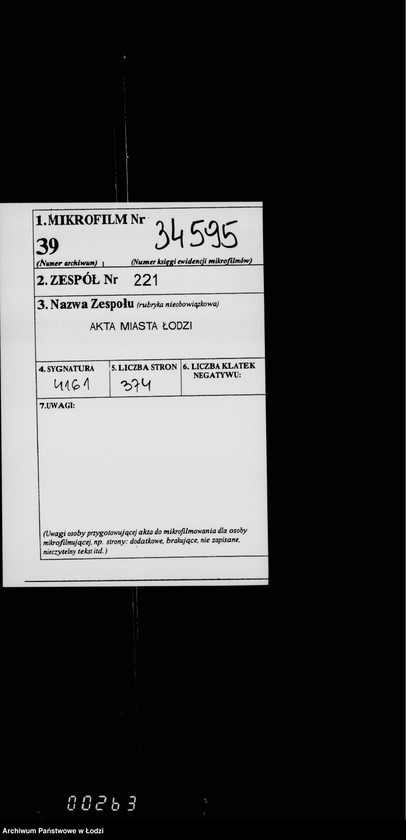 1. MIKROFILM Nr 34595
39
(Numer archiwum) (Numer księgi ewidencji mikrofilmów)
2. ZESPÓŁ Nr 221
3. Nazwa Zespołu (rubryka nieobowiązkowa)
AKTA MIASTA ŁODZI
4. SYGNATURA 5. LICZBA STRON 6. LICZBA KLATEK
NEGATYWU:
4161 374
7. UWAGI:
(Uwagi osoby przygotowującej akta do mikrofilmowania dla osoby
mikrofilmującej, np. strony: dodatkowe, brakujące, nie zapisane,
nieczytelny tekst itd.)
00263
Archiwum Państwowe w Łodzi